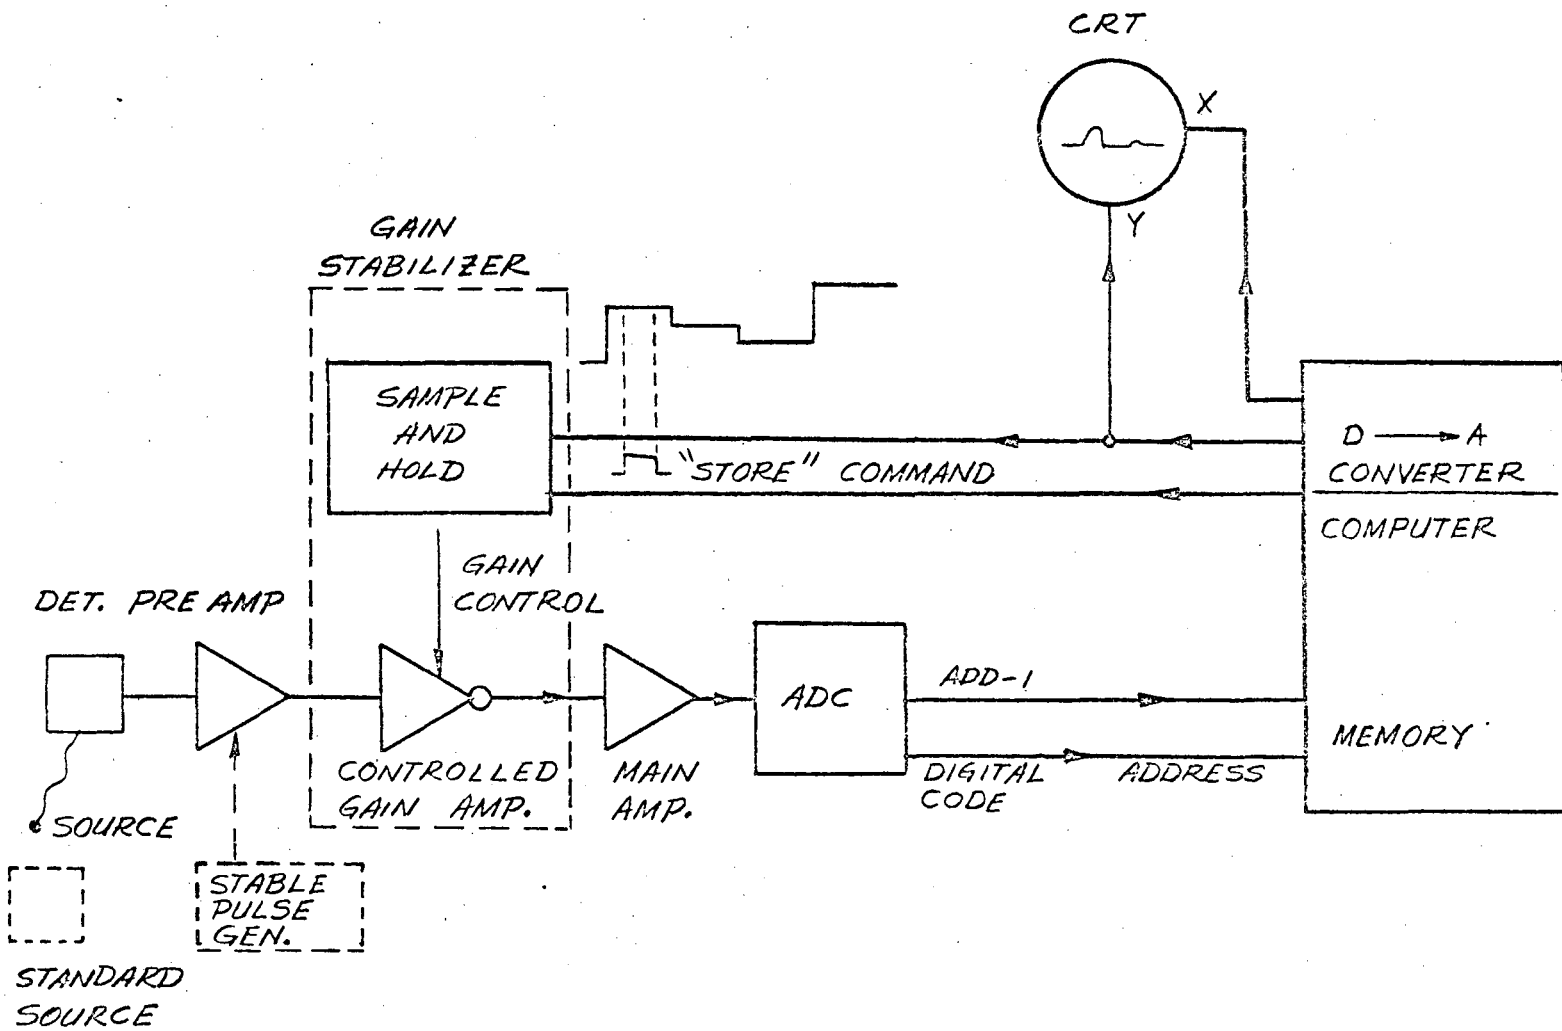 CRT
X
Y
GAIN
STABILIZER
SAMPLE
AND
HOLD
"STORE" COMMAND
D → A
CONVERTER
COMPUTER
GAIN
CONTROL
DET. PRE AMP
ADC
ADD-1
MEMORY
CONTROLLED
GAIN AMP.
MAIN
AMP.
DIGITAL
CODE
ADDRESS
SOURCE
STABLE
PULSE
GEN.
STANDARD
SOURCE